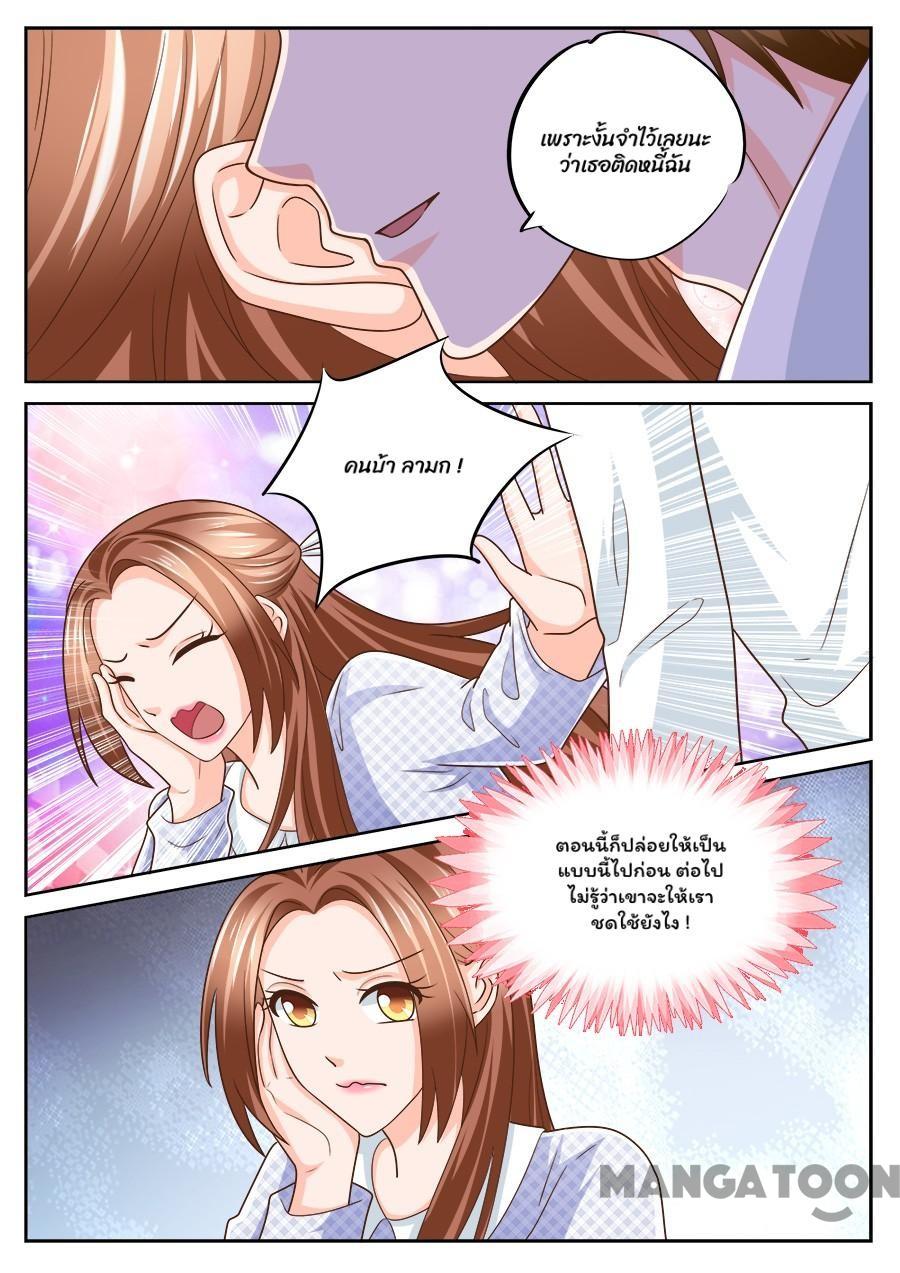 เพราะงั้นจำไว้เลยนะ
ว่าเธอติดหนี้ฉัน
คนบ้า ลามก !
ตอนนี้ก็ปล่อยให้เป็น
แบบนี้ไปก่อน ต่อไป
ไม่รู้ว่าเขาจะให้เรา
ชดใช้ยังไง !
MANGATOON